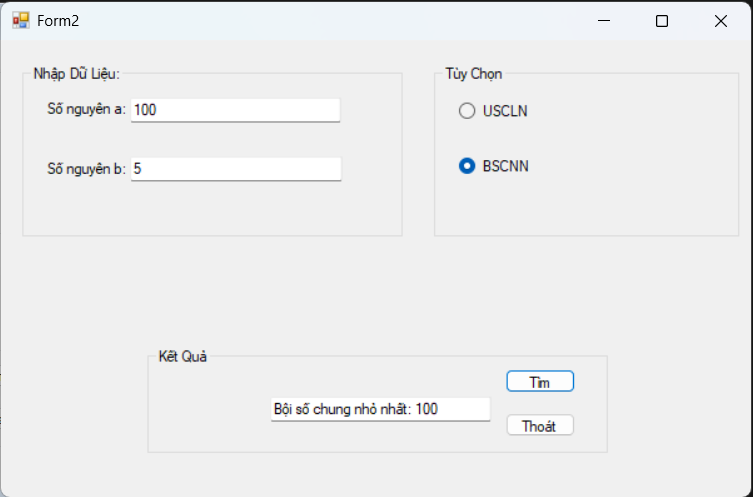 Form2
Nhập Dữ Liệu:
Số nguyên a: 100
Số nguyên b: 5
Tùy Chọn
USCLN
BSCNN
Kết Quả
Tìm
Bội số chung nhỏ nhất: 100
Thoát